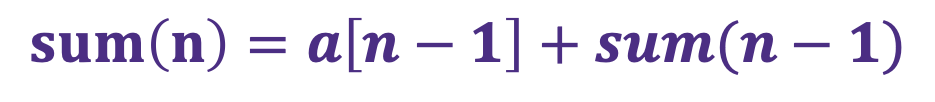 sum(n) = a[n − 1] + sum(n − 1)